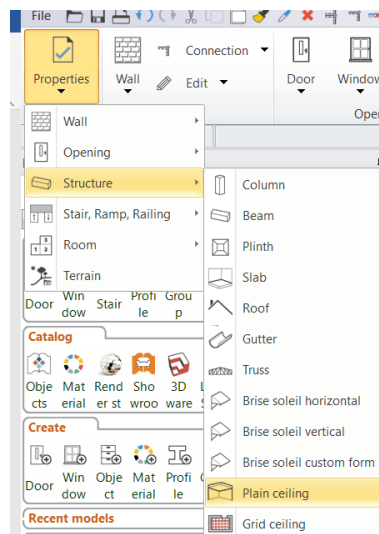 File
Properties
Wall
Connection
Edit
Door
Window
Ope
Wall
Opening
Structure
Stair, Ramp, Railing
Room
Terrain
Column
Beam
Plinth
Slab
Roof
Gutter
Truss
Brise soleil horizontal
Brise soleil vertical
Brise soleil custom form
Plain ceiling
Grid ceiling
Door Win Stair Profi Grou
dow le p
Catalog
Obje Mat Rend Sho 3D
cts erial er st wroo ware
Create
Door Win Obje Mat Profi
dow ct erial le
Recent models